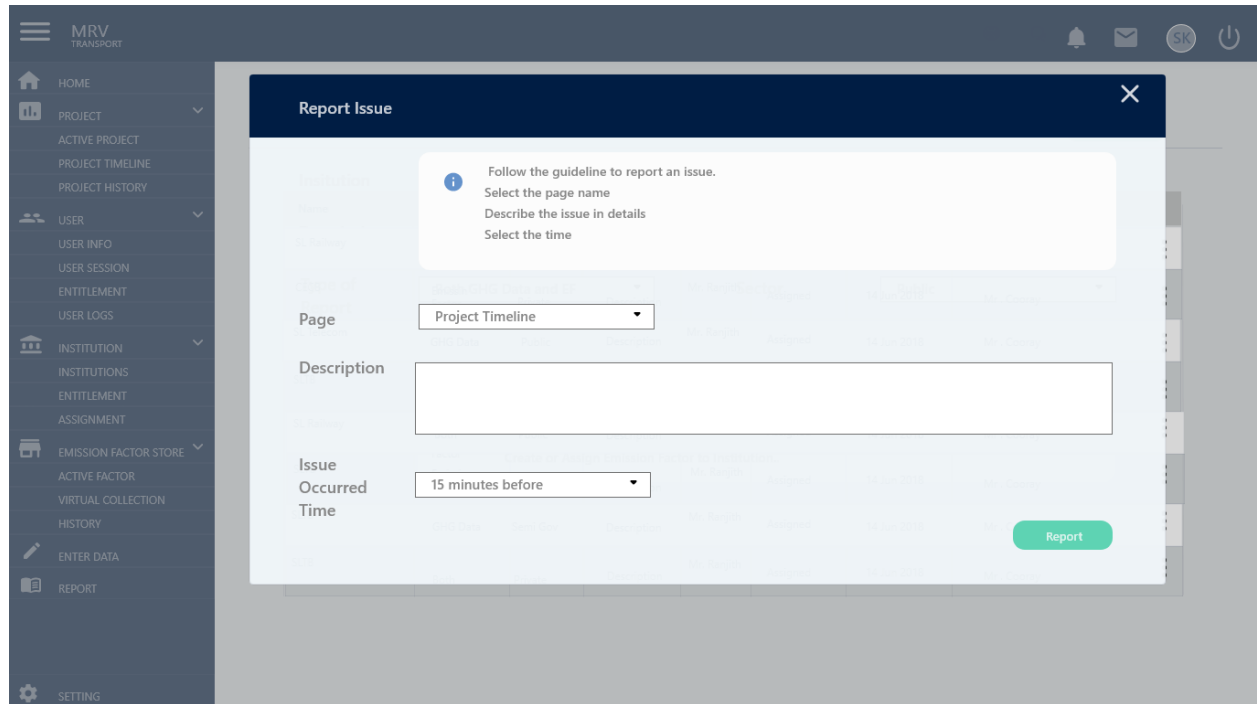 MRV
TRANSPORT
SK
HOME
PROJECT
ACTIVE PROJECT
PROJECT TIMELINE
PROJECT HISTORY
USER
USER INFO
USER SESSION
ENTITLEMENT
USER LOGS
INSTITUTION
INSTITUTIONS
ENTITLEMENT
ASSIGNMENT
EMISSION FACTOR STORE
ACTIVE FACTOR
VIRTUAL COLLECTION
HISTORY
ENTER DATA
REPORT
SETTING
Report Issue
Follow the guideline to report an issue.
Select the page name
Describe the issue in details
Select the time
Page
Project Timeline
Description
Issue
Occurred
Time
15 minutes before
Report